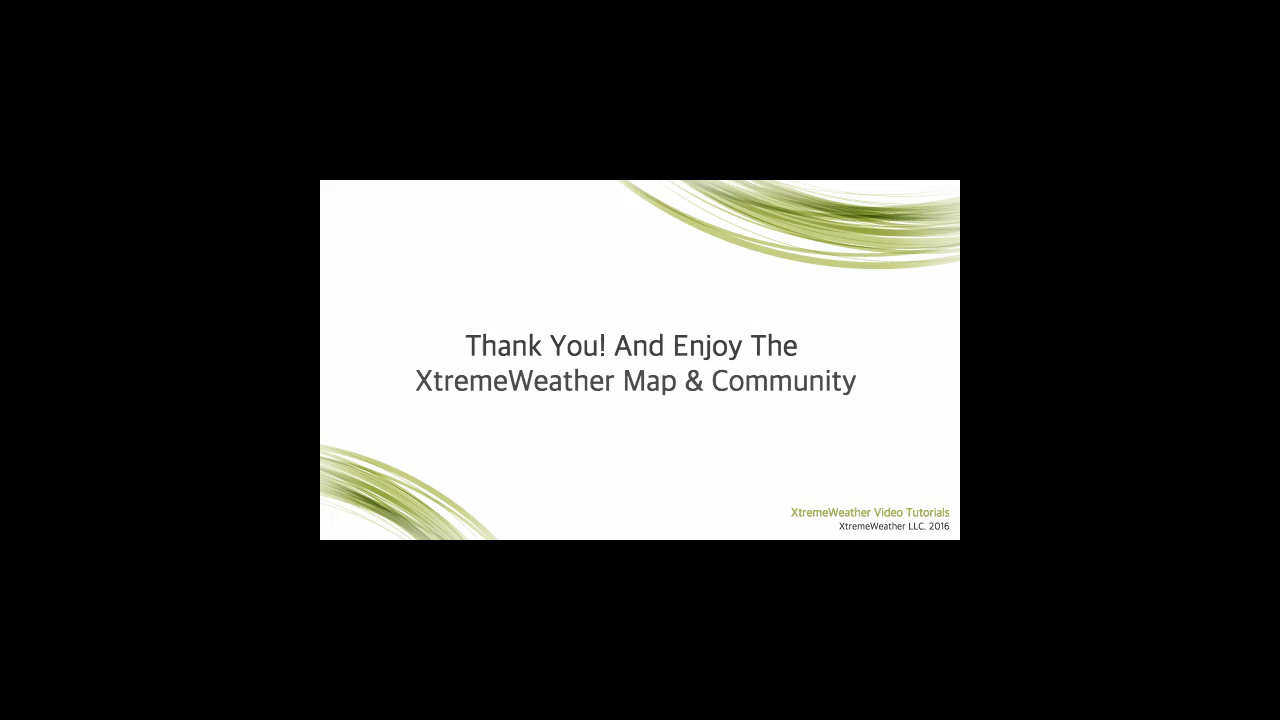 Thank You! And Enjoy The
XtremeWeather Map & Community
XtremeWeather Video Tutorials
XtremeWeather LLC. 2016